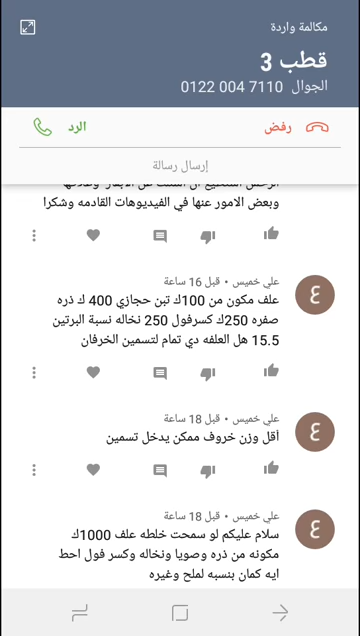 مكالمة واردة
قطب 3
الجوال 0122 004 7110
الرد
رفض
إرسال رسالة
وبعض الامور عنها في الفيديوهات القادمه وشكرا
علي خميس • قبل 16 ساعة
ع
علف مكون من 100ك تبن حجازي 400 ك ذره
صفره 250ك كسرفول 250 نخاله نسبة البرتين
15.5 هل العلفه دي تمام لتسمين الخرفان
علي خميس • قبل 18 ساعة
ع
أقل وزن خروف ممكن يدخل تسمين
علي خميس • قبل 18 ساعة
ع
سلام عليكم لو سمحت خلطه علف 1000ك
مكونه من ذره وصويا ونخاله وكسر فول احط
ايه كمان بنسبه لملح وغيره